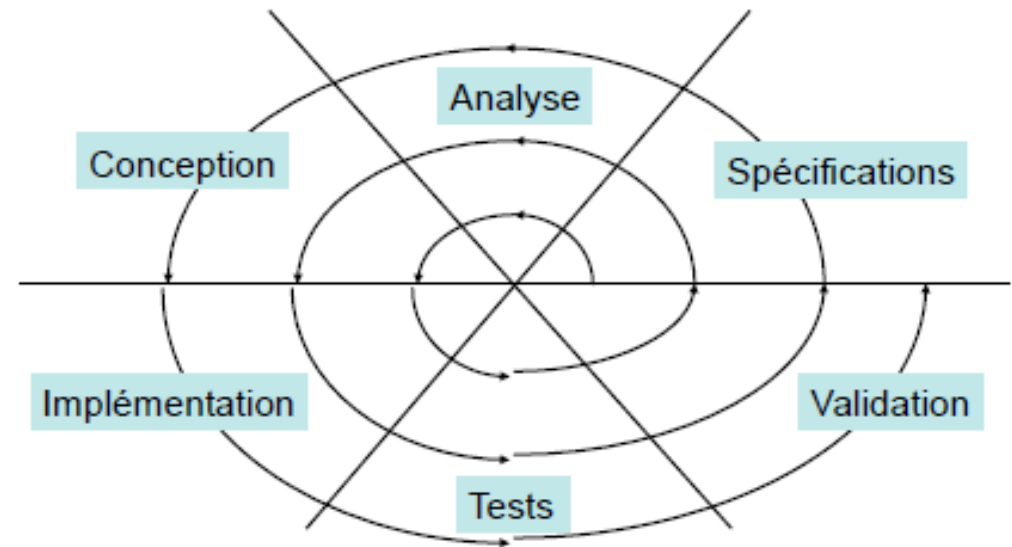 Analyse
Conception
Spécifications
Implémentation
Validation
Tests